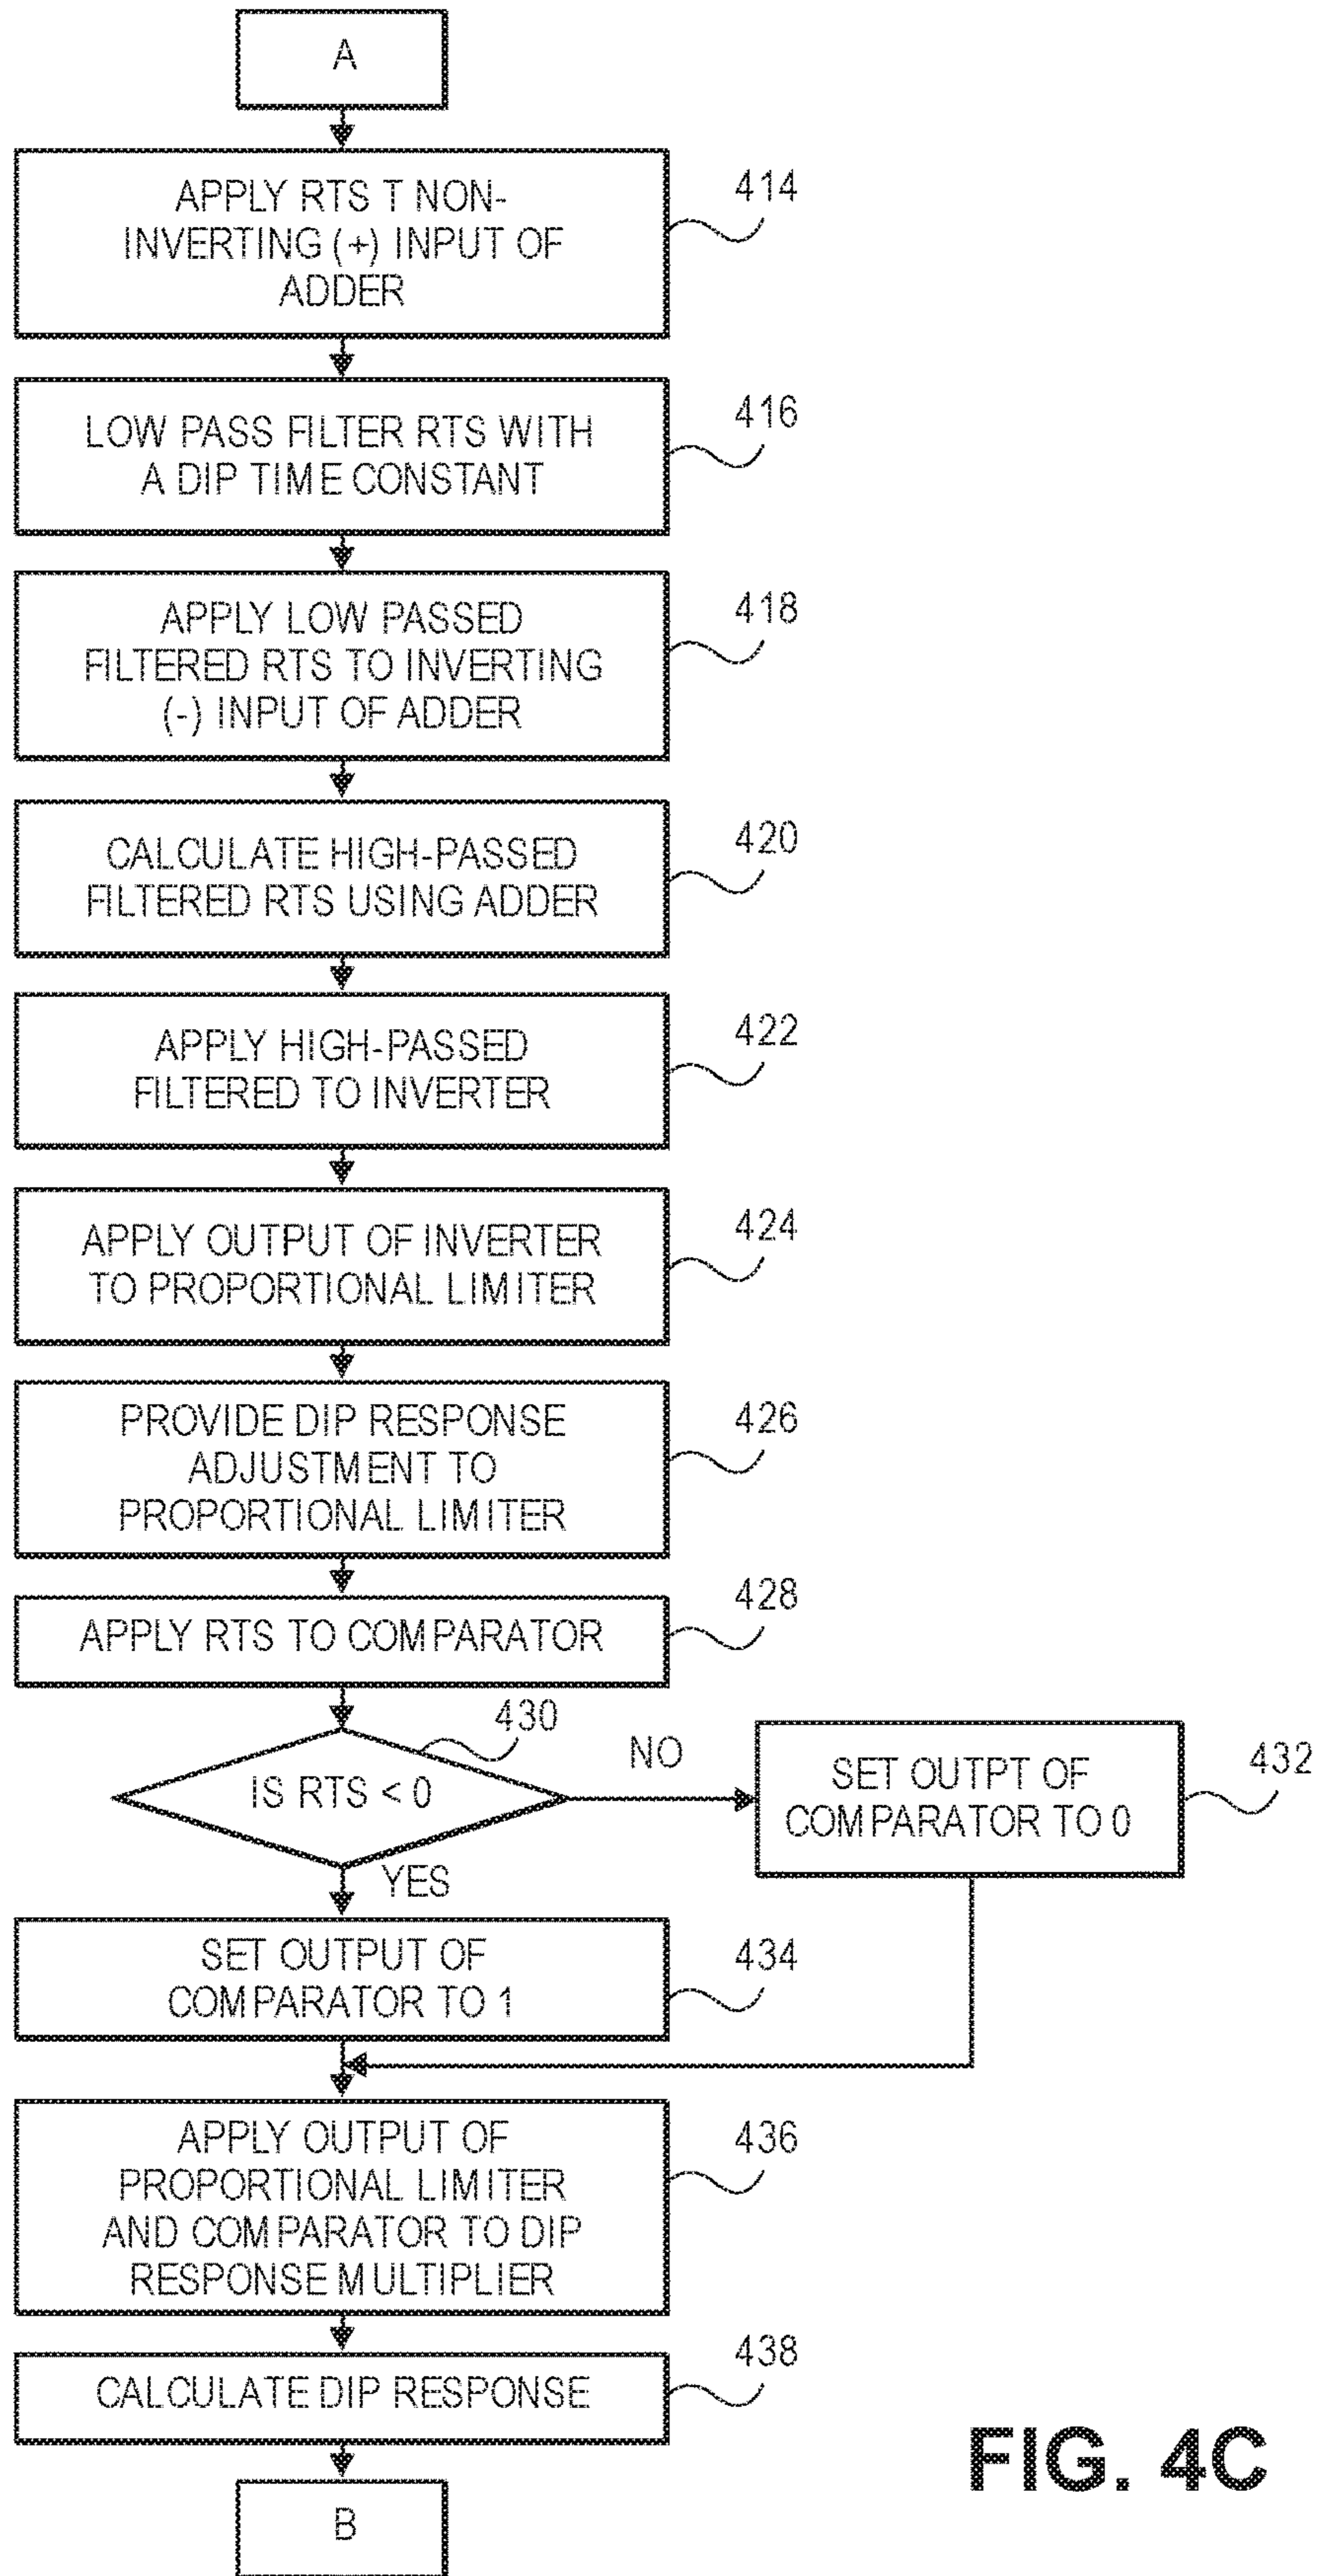 A
APPLY RTS T NON-
INVERTING (+) INPUT OF
ADDER
414
LOW PASS FILTER RTS WITH
A DIP TIME CONSTANT
416
APPLY LOW PASSED
FILTERED RTS TO INVERTING
(-) INPUT OF ADDER
418
CALCULATE HIGH-PASSED
FILTERED RTS USING ADDER
420
APPLY HIGH-PASSED
FILTERED TO INVERTER
422
APPLY OUTPUT OF INVERTER
TO PROPORTIONAL LIMITER
424
PROVIDE DIP RESPONSE
ADJUSTMENT TO
PROPORTIONAL LIMITER
426
APPLY RTS TO COMPARATOR
428
IS RTS < 0
430
NO
SET OUTPT OF
COMPARATOR TO 0
432
YES
SET OUTPUT OF
COMPARATOR TO 1
434
APPLY OUTPUT OF
PROPORTIONAL LIMITER
AND COMPARATOR TO DIP
RESPONSE MULTIPLIER
436
CALCULATE DIP RESPONSE
438
B
FIG. 4C